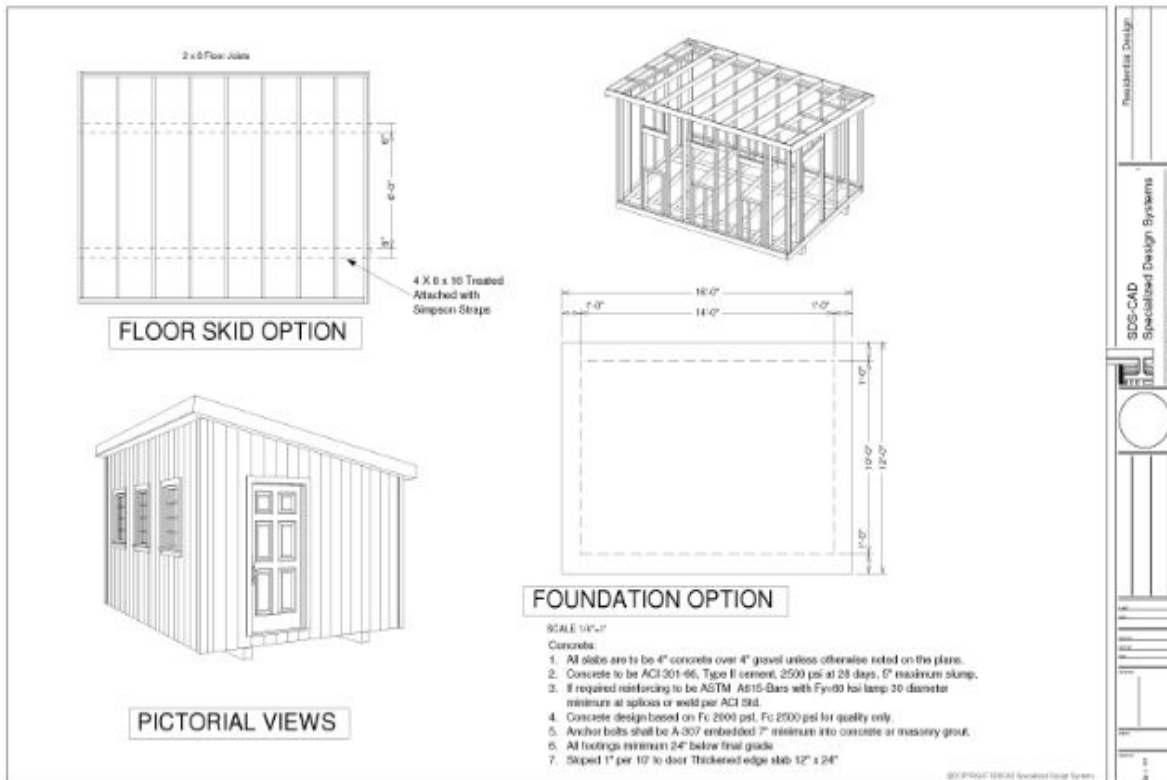 2 x 6 Floor Joists
6"
6'-0"
6"
4 X 6 x 16 Treated
Attached with
Simpson Straps
FLOOR SKID OPTION
16'-0"
1'-0"
14'-0"
1'-0"
1'-0"
10'-0"
12'-0"
1'-0"
FOUNDATION OPTION
SCALE 1/4"=1'
Concrete:
1. All slabs are to be 4" concrete over 4" gravel unless otherwise noted on the plans.
2. Concrete to be ACI 301-66, Type II cement, 2500 psi at 28 days, 5" maximum slump.
3. If required reinforcing to be ASTM A615-Bars with Fy=60 ksi lamp 30 diameter
minimum at splices or weld per ACI Std.
4. Concrete design based on Fc 2000 psi, Fc 2500 psi for quality only.
5. Anchor bolts shall be A-307 embedded 7" minimum into concrete or masonry grout.
6. All footings minimum 24" below final grade
7. Sloped 1" per 10' to door Thickened edge slab 12" x 24"
PICTORIAL VIEWS
Residential Design
SDS-CAD
Specialized Design Systems
Specialized Design Systems